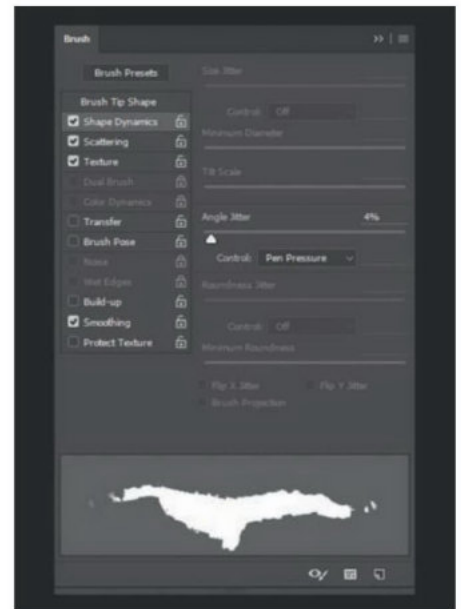 Brush
Brush Presets
Size Jitter
Brush Tip Shape
Control: Off
Shape Dynamics
Minimum Diameter
Scattering
Texture
Tilt Scale
Dual Brush
Color Dynamics
Transfer
Angle Jitter 4%
Brush Pose
Noise
Control: Pen Pressure
Wet Edges
Roundness Jitter
Build-up
Smoothing
Control: Off
Protect Texture
Minimum Roundness
Flip X Jitter Flip Y Jitter
Brush Projection